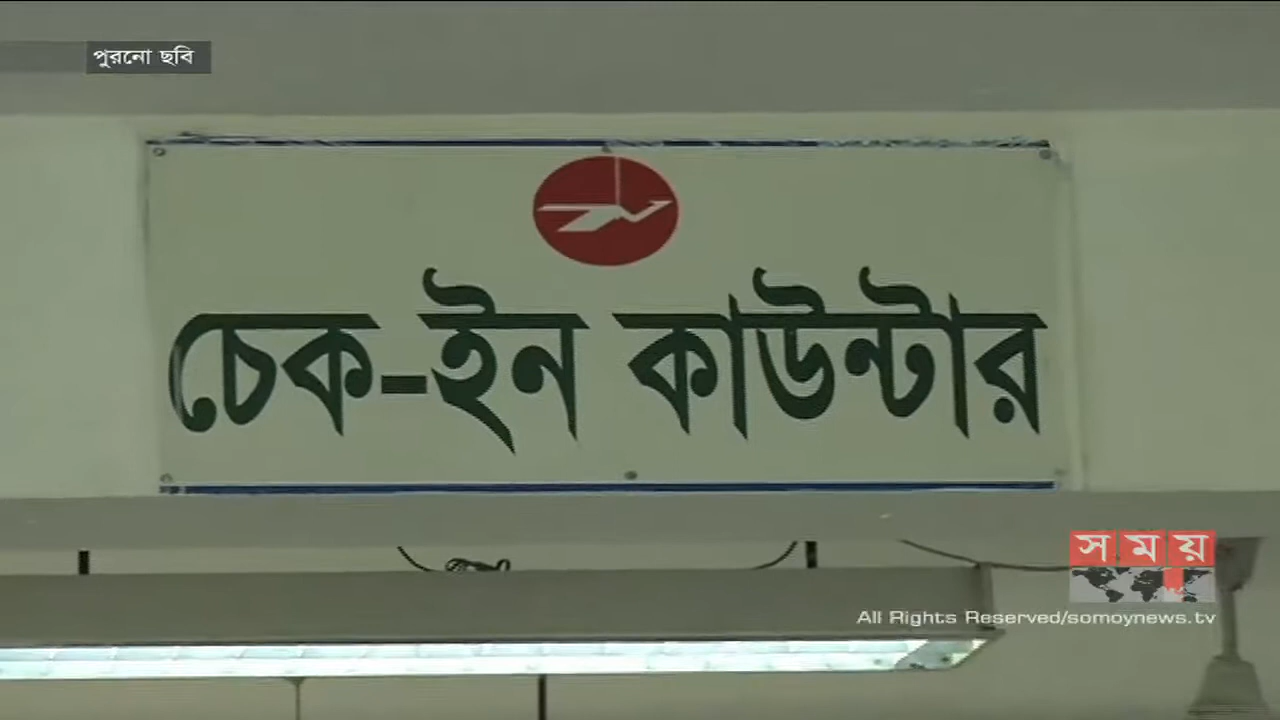 পুরনো ছবি
চেক-ইন কাউন্টার
সময়
All Rights Reserved/somoynews.tv